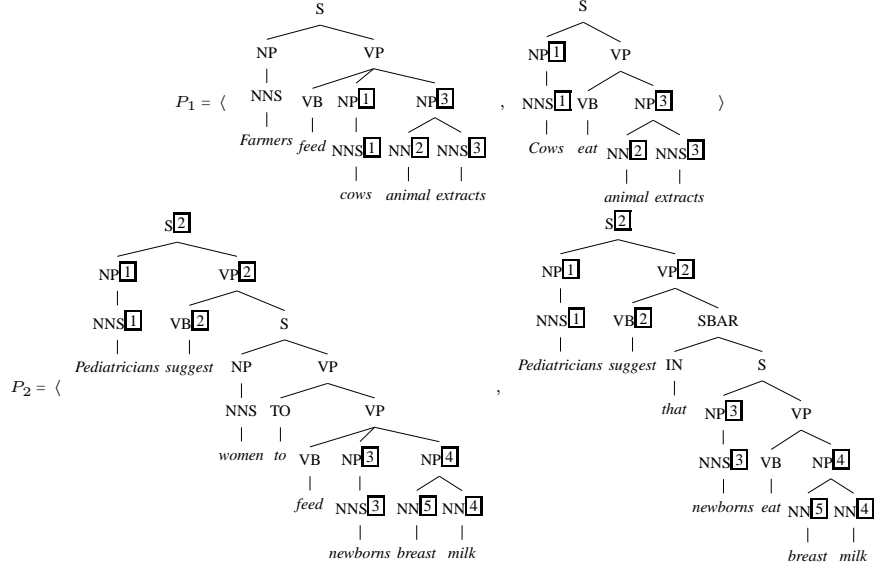 S S
NP VP NP 1 VP
P1 = ⟨ NNS VB NP 1 NP 3 , NNS 1 VB NP 3 ⟩
Farmers feed NNS 1 NN 2 NNS 3 Cows eat NN 2 NNS 3
cows animal extracts animal extracts
S 2 S 2
NP 1 VP 2 NP 1 VP 2
NNS 1 VB 2 S NNS 1 VB 2 SBAR
Pediatricians suggest NP VP Pediatricians suggest IN S
P2 = ⟨ NNS TO VP , that NP 3 VP
women to VB NP 3 NP 4 NNS 3 VB NP 4
feed NNS 3 NN 5 NN 4 newborns eat NN 5 NN 4
newborns breast milk breast milk